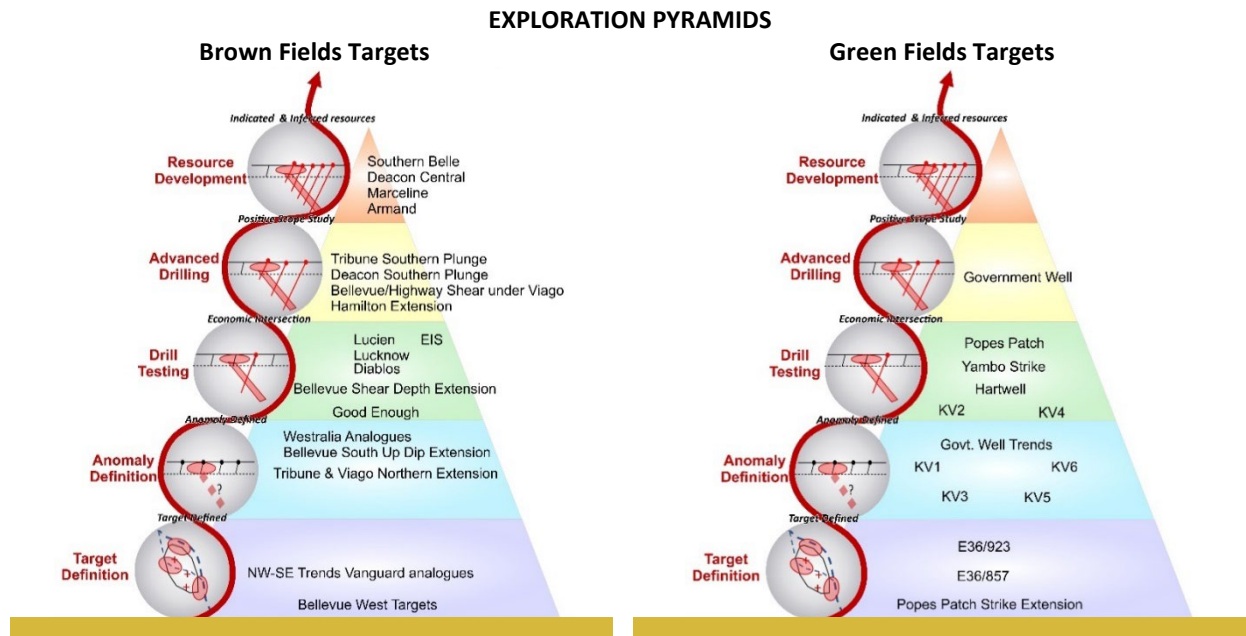 EXPLORATION PYRAMIDS
Brown Fields Targets
Indicated & Inferred resources
Resource
Development
Southern Belle
Deacon Central
Marceline
Armand
Positive Scope Study
Advanced
Drilling
Tribune Southern Plunge
Deacon Southern Plunge
Bellevue/Highway Shear under Viago
Hamilton Extension
Economic Intersection
Drill
Testing
Lucien EIS
Lucknow
Diablos
Bellevue Shear Depth Extension
Good Enough
Anomaly Defined
Anomaly
Definition
?
Westralia Analogues
Bellevue South Up Dip Extension
Tribune & Viago Northern Extension
Target Defined
Target
Definition
NW-SE Trends Vanguard analogues
Bellevue West Targets
Green Fields Targets
Indicated & Inferred resources
Resource
Development
Positive Scope Study
Advanced
Drilling
Government Well
Economic Intersection
Drill
Testing
Popes Patch
Yambo Strike
Hartwell
KV2 KV4
Anomaly Defined
Anomaly
Definition
?
Govt. Well Trends
KV1 KV6
KV3 KV5
Target Defined
Target
Definition
E36/923
E36/857
Popes Patch Strike Extension